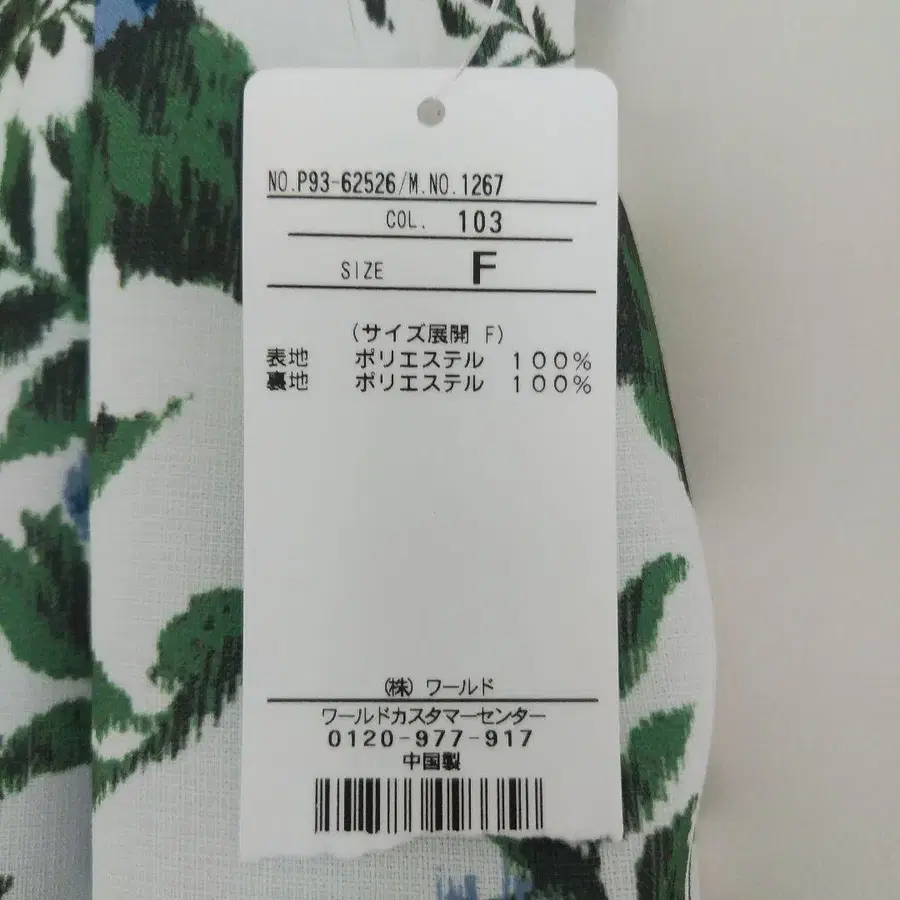 NO.P93-62526/M.NO.1267
COL. 103
SIZE F
(サイズ展開 F)
表地 ポリエステル 100%
裏地 ポリエステル 100%
㈱ ワールド
ワールドカスタマーセンター
0120-977-917
中国製